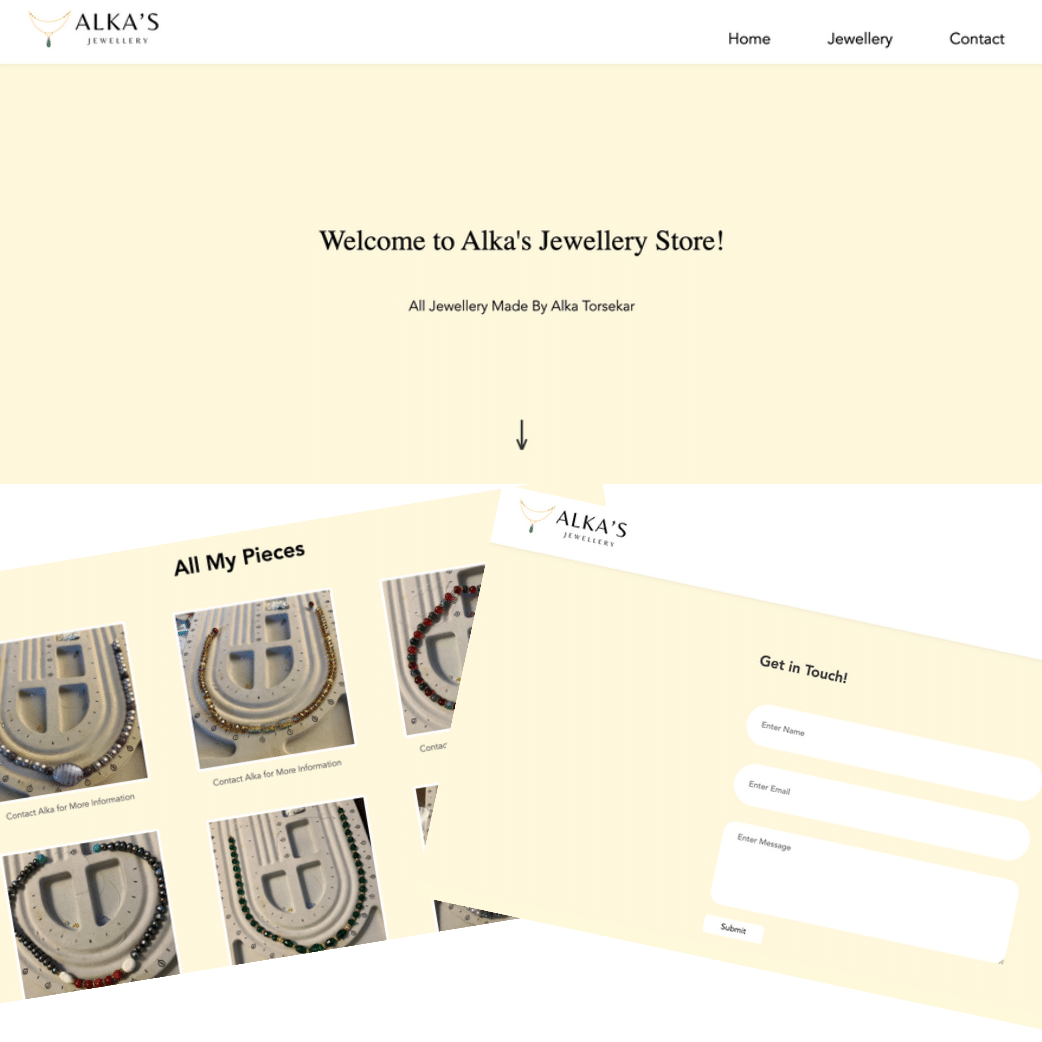 ALKA'S
JEWELLERY
Home
Jewellery
Contact
Welcome to Alka's Jewellery Store!
All Jewellery Made By Alka Torsekar
All My Pieces
Contact Alka for More Information
Contact Alka for More Information
Contac
ALKA'S
JEWELLERY
Get in Touch!
Enter Name
Enter Email
Enter Message
Submit